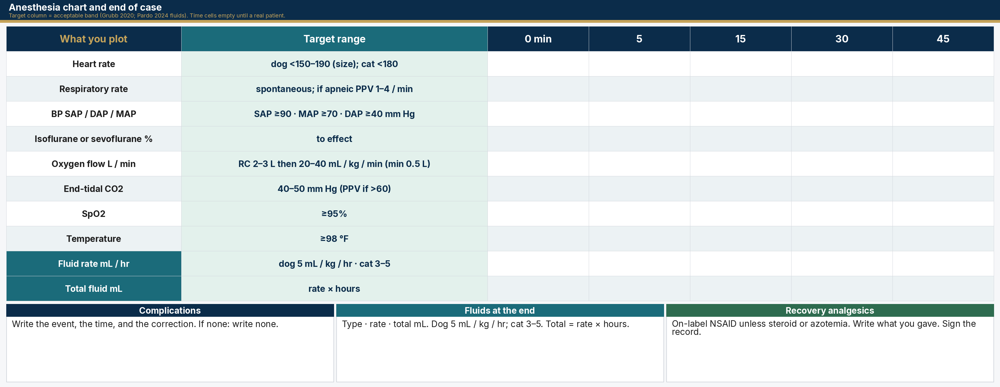 Anesthesia chart and end of case
Target column = acceptable band (Grubb 2020; Pardo 2024 fluids). Time cells empty until a real patient.
What you plot Target range 0 min 5 15 30 45
Heart rate dog <150–190 (size); cat <180
Respiratory rate spontaneous; if apneic PPV 1–4 / min
BP SAP / DAP / MAP SAP ≥90 · MAP ≥70 · DAP ≥40 mm Hg
Isoflurane or sevoflurane % to effect
Oxygen flow L / min RC 2–3 L then 20–40 mL / kg / min (min 0.5 L)
End-tidal CO2 40–50 mm Hg (PPV if >60)
SpO2 ≥95%
Temperature ≥98 °F
Fluid rate mL / hr dog 5 mL / kg / hr · cat 3–5
Total fluid mL rate × hours
Complications
Write the event, the time, and the correction. If none: write none.
Fluids at the end
Type · rate · total mL. Dog 5 mL / kg / hr; cat 3–5. Total = rate × hours.
Recovery analgesics
On-label NSAID unless steroid or azotemia. Write what you gave. Sign the
record.